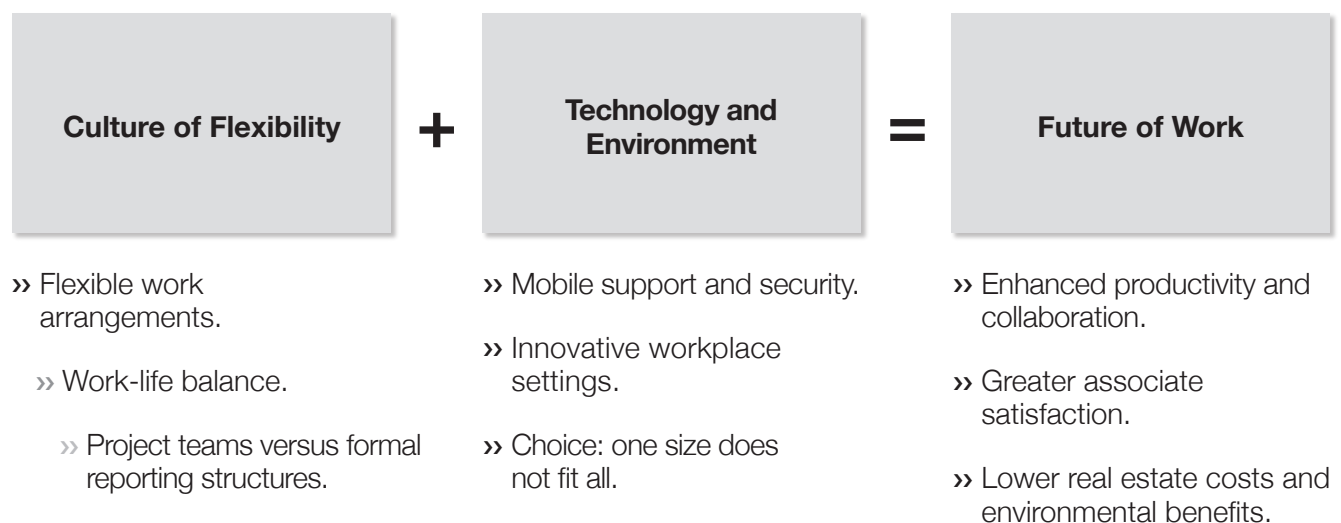 Culture of Flexibility
+
Technology and
Environment
=
Future of Work
›› Flexible work
arrangements.
›› Work-life balance.
›› Project teams versus formal
reporting structures.
›› Mobile support and security.
›› Innovative workplace
settings.
›› Choice: one size does
not fit all.
›› Enhanced productivity and
collaboration.
›› Greater associate
satisfaction.
›› Lower real estate costs and
environmental benefits.